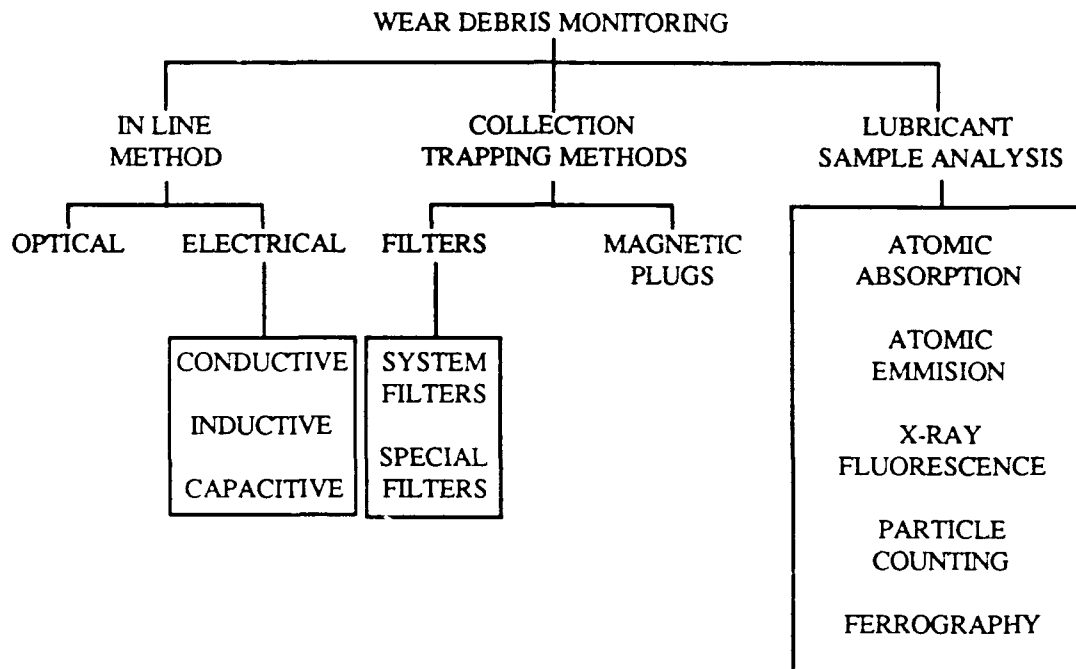 WEAR DEBRIS MONITORING
IN LINE
METHOD
COLLECTION
TRAPPING METHODS
LUBRICANT
SAMPLE ANALYSIS
OPTICAL
ELECTRICAL
FILTERS
MAGNETIC
PLUGS
CONDUCTIVE
INDUCTIVE
CAPACITIVE
SYSTEM
FILTERS
SPECIAL
FILTERS
ATOMIC
ABSORPTION
ATOMIC
EMMISION
X-RAY
FLUORESCENCE
PARTICLE
COUNTING
FERROGRAPHY